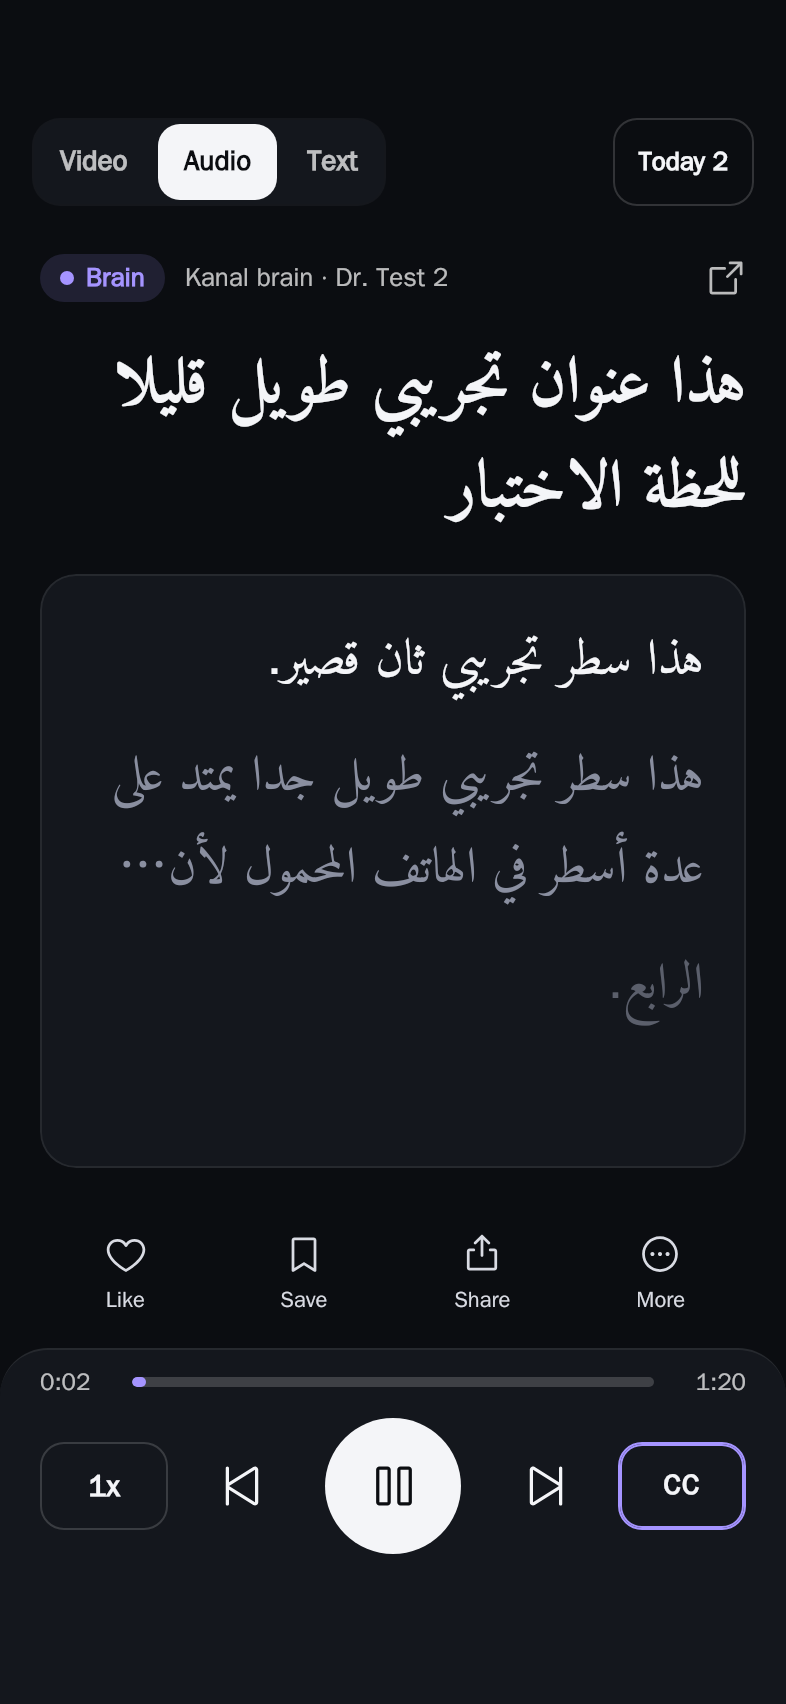 Video Audio Text Today 2
Brain Kanal brain · Dr. Test 2
هذا عنوان تجريبي طويل قليلا
للحظة الاختبار
هذا سطر تجريبي ثان قصير.
هذا سطر تجريبي طويل جدا يمتد على
عدة أسطر في الهاتف المحمول لأن...
الرابع.
Like Save Share More
0:02 1:20
1x CC